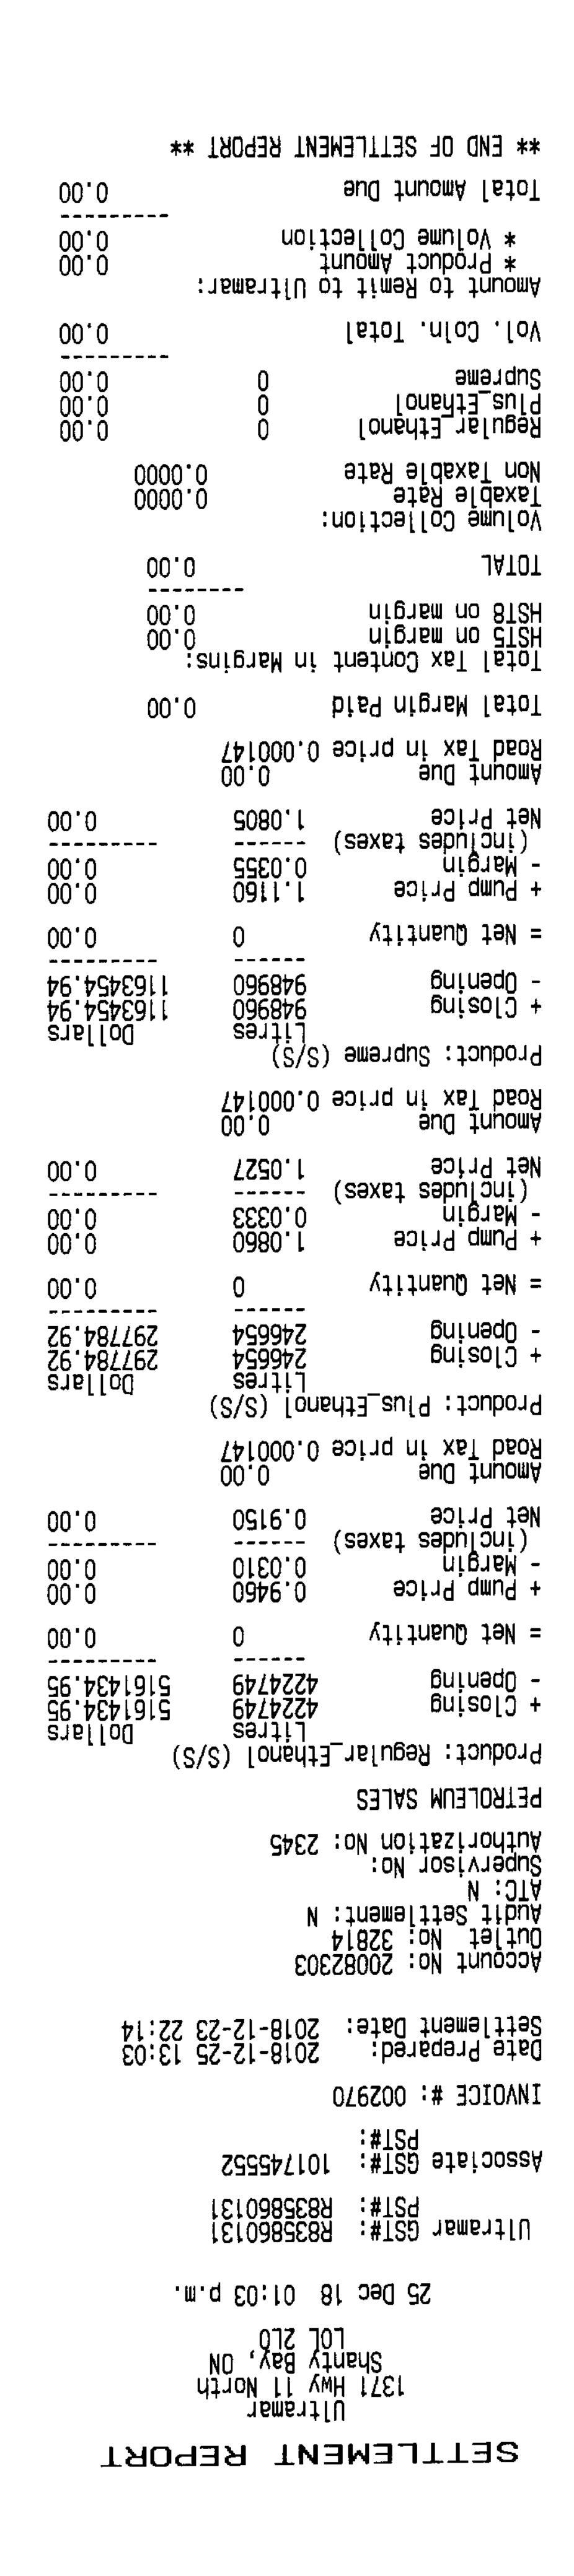 SETTLEMENT REPORT
Ultramar
1371 Hwy 11 North
Shanty Bay, ON
L0L 2L0
25 Dec 18 01:03 p.m.
Ultramar GST#: R835860131
PST#: R835860131
Associate GST#: 101745552
PST#:
INVOICE #: 002970
Date Prepared: 2018-12-25 13:03
Settlement Date: 2018-12-23 22:14
Account No: 20082303
Outlet No: 32814
Audit Settlement: N
ATC: N
Supervisor No:
Authorization No: 2345
PETROLEUM SALES
Product: Regular_Ethanol (S/S)
Litres Dollars
+ Closing 4224749 5161434.95
- Opening 4224749 5161434.95
------ ---------
= Net Quantity 0 0.00
+ Pump Price 0.9460 0.00
- Margin 0.0310 0.00
(includes taxes) ------ ---------
Net Price 0.9150 0.00
Amount Due 0.00
Road Tax in price 0.000147
Product: Plus_Ethanol (S/S)
Litres Dollars
+ Closing 246654 297784.92
- Opening 246654 297784.92
------ ---------
= Net Quantity 0 0.00
+ Pump Price 1.0860 0.00
- Margin 0.0333 0.00
(includes taxes) ------ ---------
Net Price 1.0527 0.00
Amount Due 0.00
Road Tax in price 0.000147
Product: Supreme (S/S)
Litres Dollars
+ Closing 948960 1163454.94
- Opening 948960 1163454.94
------ ---------
= Net Quantity 0 0.00
+ Pump Price 1.1160 0.00
- Margin 0.0355 0.00
(includes taxes) ------ ---------
Net Price 1.0805 0.00
Amount Due 0.00
Road Tax in price 0.000147
Total Margin Paid 0.00
Total Tax Content in Margins:
HST5 on margin 0.00
HST8 on margin 0.00
--------
TOTAL 0.00
Volume Collection:
Taxable Rate 0.0000
Non Taxable Rate 0.0000
Regular_Ethanol 0 0.00
Plus_Ethanol 0 0.00
Supreme 0 0.00
---------
Vol. Coln. Total 0.00
Amount to Remit to Ultramar:
* Product Amount 0.00
* Volume Collection 0.00
---------
Total Amount Due 0.00
** END OF SETTLEMENT REPORT **